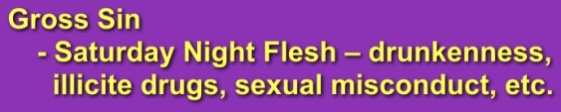 Gross Sin
- Saturday Night Flesh – drunkenness,
illicite drugs, sexual misconduct, etc.